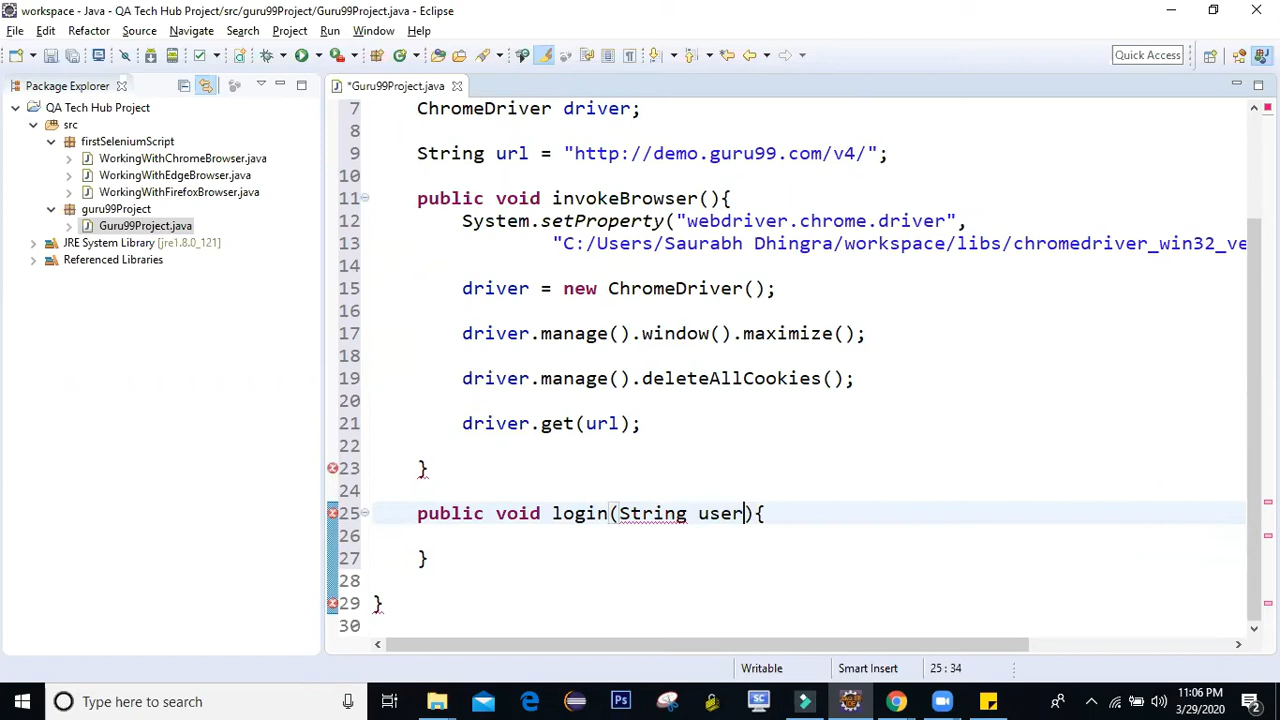 workspace - Java - QA Tech Hub Project/src/guru99Project/Guru99Project.java - Eclipse
File Edit Refactor Source Navigate Search Project Run Window Help
Quick Access
Package Explorer
*Guru99Project.java
QA Tech Hub Project
src
firstSeleniumScript
WorkingWithChromeBrowser.java
WorkingWithEdgeBrowser.java
WorkingWithFirefoxBrowser.java
guru99Project
Guru99Project.java
JRE System Library [jre1.8.0_121]
Referenced Libraries
7 ChromeDriver driver;
8
9 String url = "http://demo.guru99.com/v4/";
10
11 public void invokeBrowser(){
12 System.setProperty("webdriver.chrome.driver",
13 "C:/Users/Saurabh Dhingra/workspace/libs/chromedriver_win32_ve
14
15 driver = new ChromeDriver();
16
17 driver.manage().window().maximize();
18
19 driver.manage().deleteAllCookies();
20
21 driver.get(url);
22
23 }
24
25 public void login(String user){
26
27 }
28
29 }
30
Writable Smart Insert 25 : 34
Type here to search
Ps
SC
11:06 PM
3/29/2020
2